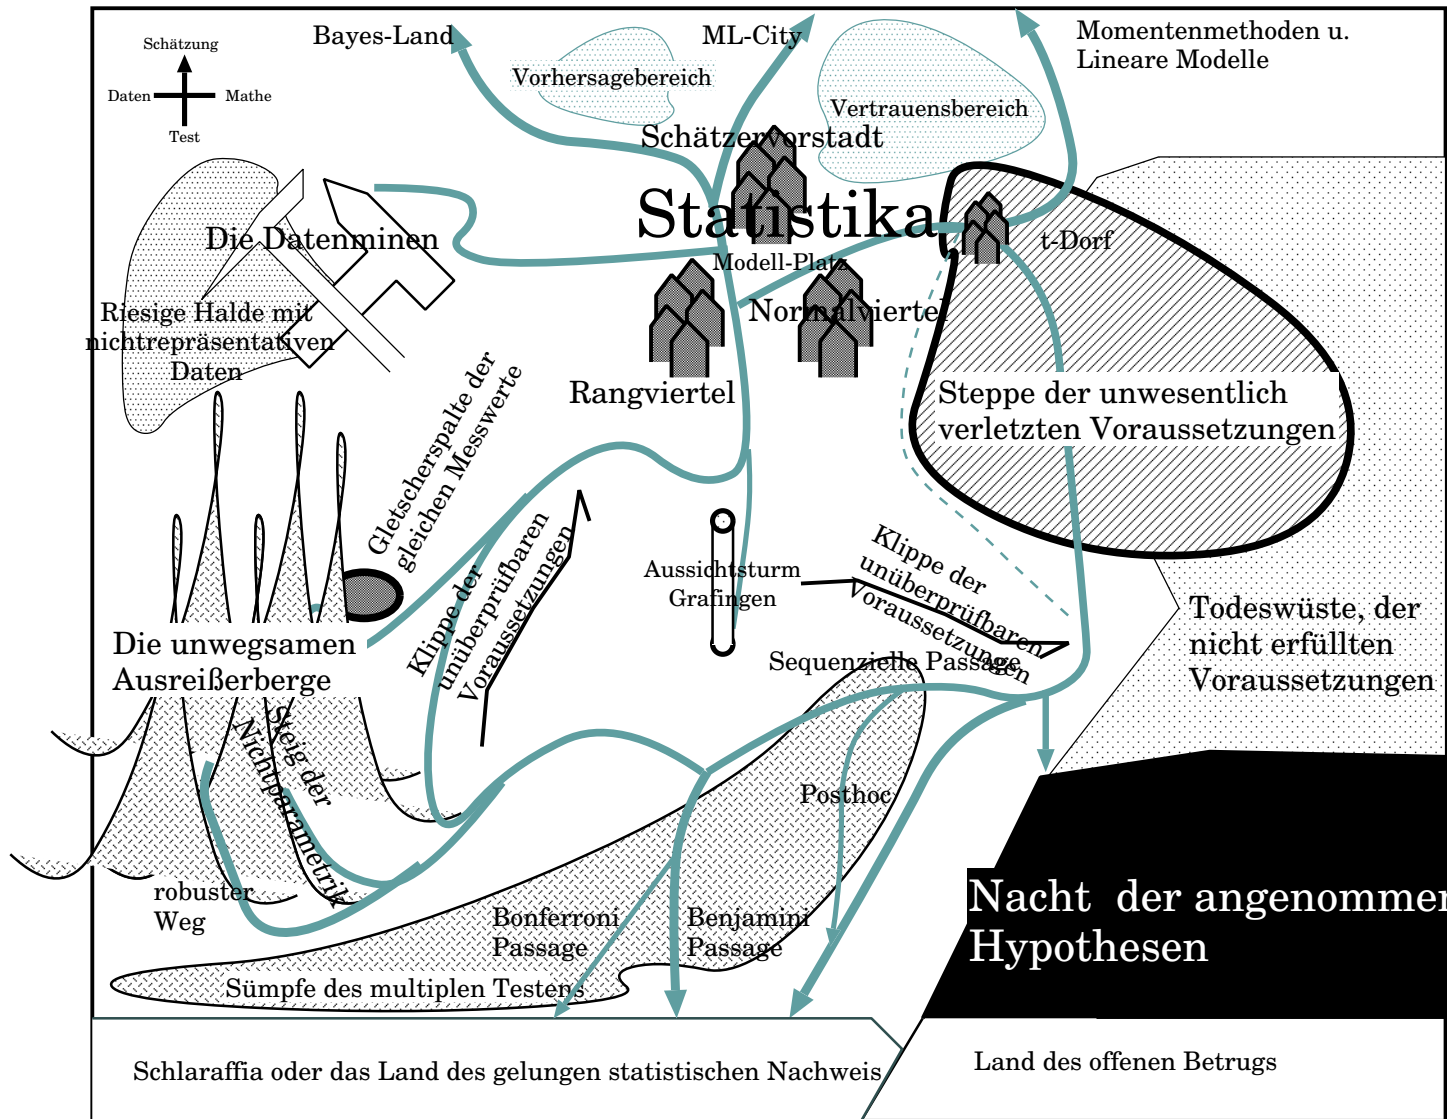 Schätzung
Daten
Mathe
Test
Bayes-Land
ML-City
Momentenmethoden u.
Lineare Modelle
Vorhersagebereich
Vertrauensbereich
Schätzervorstadt
Statistika
Modell-Platz
t-Dorf
Die Datenminen
Riesige Halde mit
nichtrepräsentativen
Daten
Normalviertel
Rangviertel
Steppe der unwesentlich
verletzten Voraussetzungen
Gletscherspalte der
gleichen Messwerte
Klippe der
unüberprüfbaren
Voraussetzungen
Aussichtsturm
Grafingen
Klippe der
unüberprüfbaren
Voraussetzungen
Todeswüste, der
nicht erfüllten
Voraussetzungen
Die unwegsamen
Ausreißerberge
Sequenzielle Passage
Steig der
Nichtparametrik
Posthoc
robuster
Weg
Bonferroni
Passage
Benjamini
Passage
Nacht der angenommer
Hypothesen
Sümpfe des multiplen Testens
Schlaraffia oder das Land des gelungen statistischen Nachweis
Land des offenen Betrugs